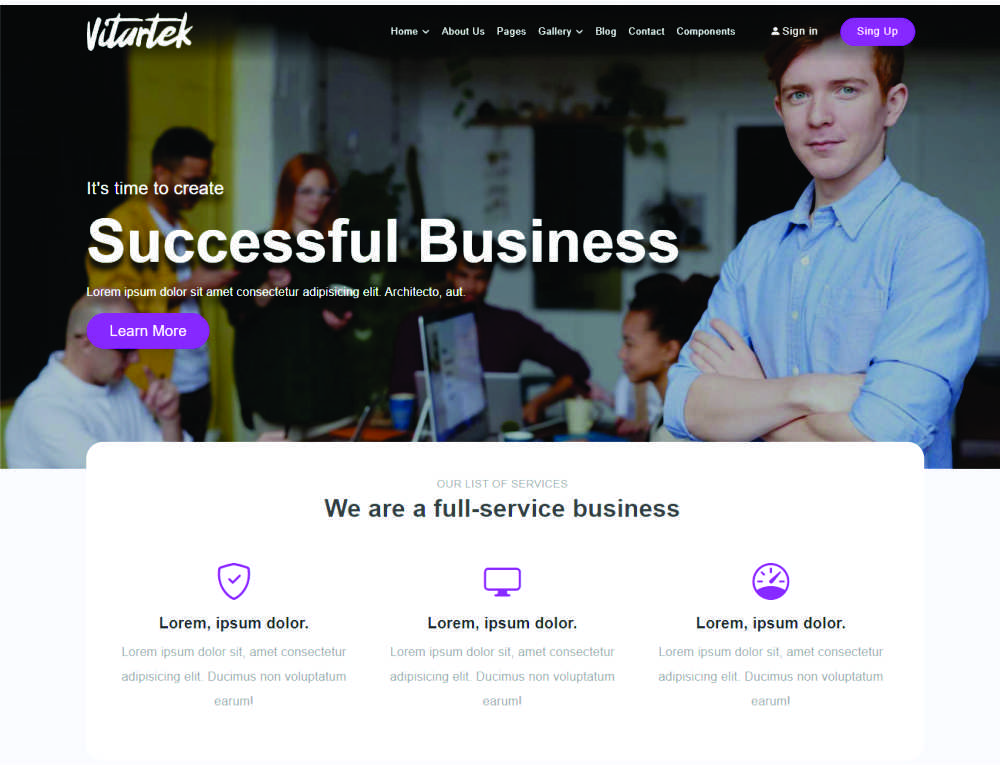 Vitartek
Home About Us Pages Gallery Blog Contact Components Sign in Sing Up
It's time to create
Successful Business
Lorem ipsum dolor sit amet consectetur adipisicing elit. Architecto, aut.
Learn More
OUR LIST OF SERVICES
We are a full-service business
Lorem, ipsum dolor.
Lorem ipsum dolor sit, amet consectetur
adipisicing elit. Ducimus non voluptatum
earum!
Lorem, ipsum dolor.
Lorem ipsum dolor sit, amet consectetur
adipisicing elit. Ducimus non voluptatum
earum!
Lorem, ipsum dolor.
Lorem ipsum dolor sit, amet consectetur
adipisicing elit. Ducimus non voluptatum
earum!